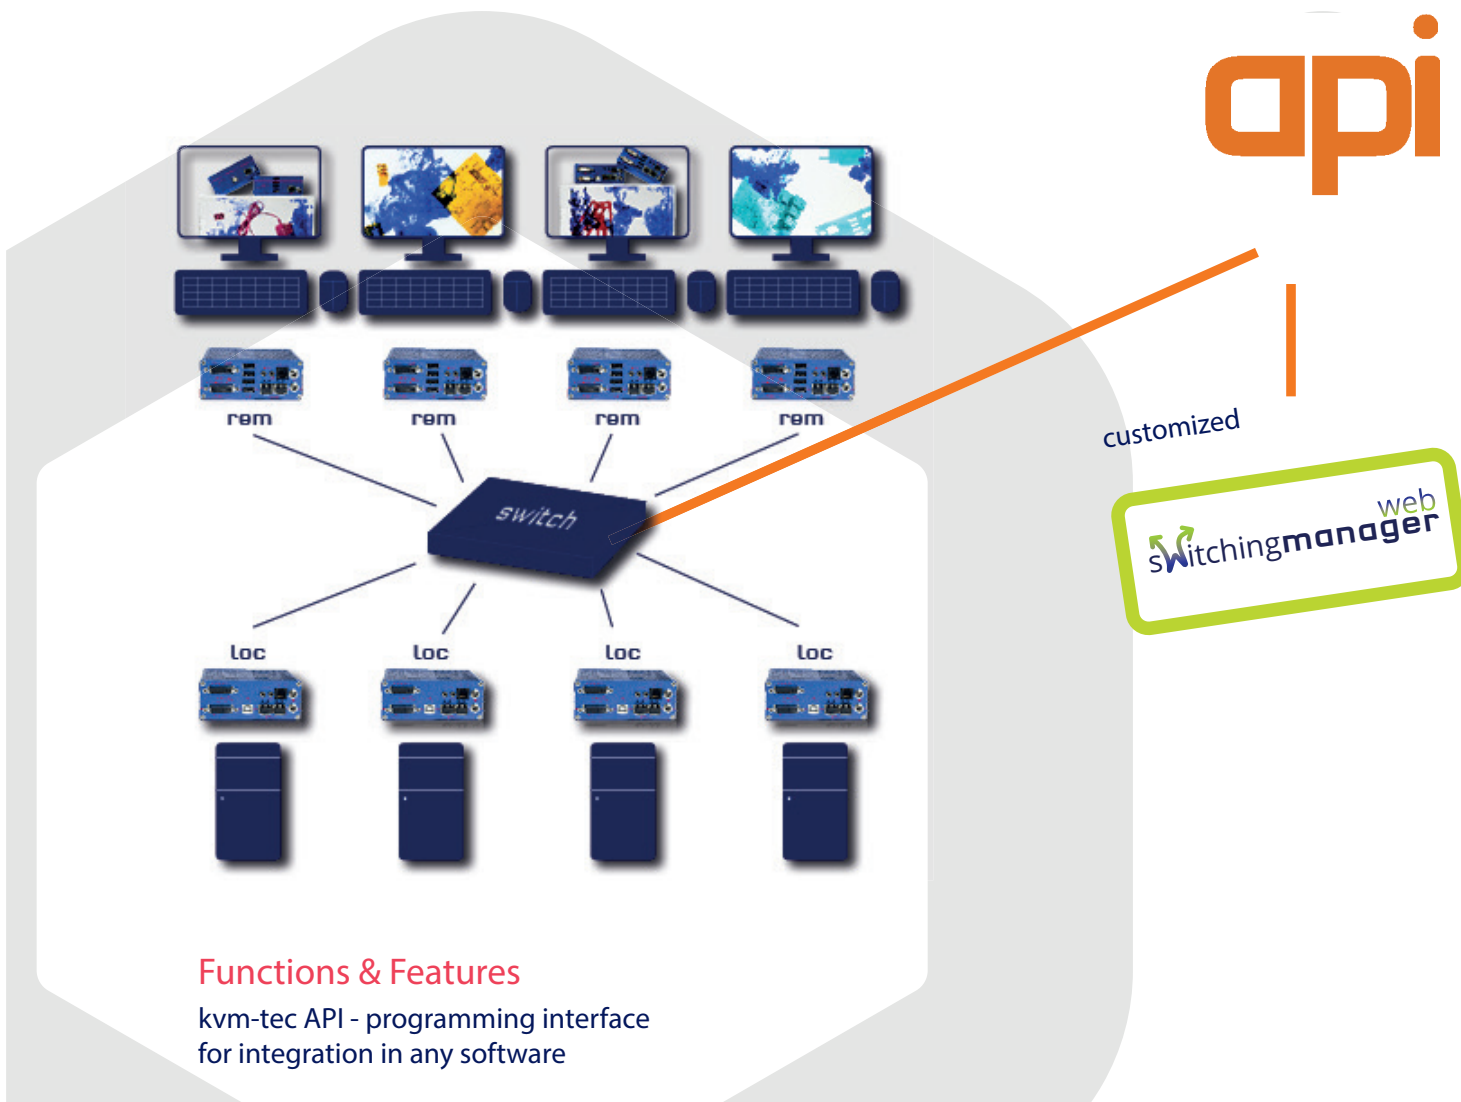 api
rem rem rem rem
customized
switch
web
switchingmanager
loc loc loc loc
Functions & Features
kvm-tec API - programming interface
for integration in any software